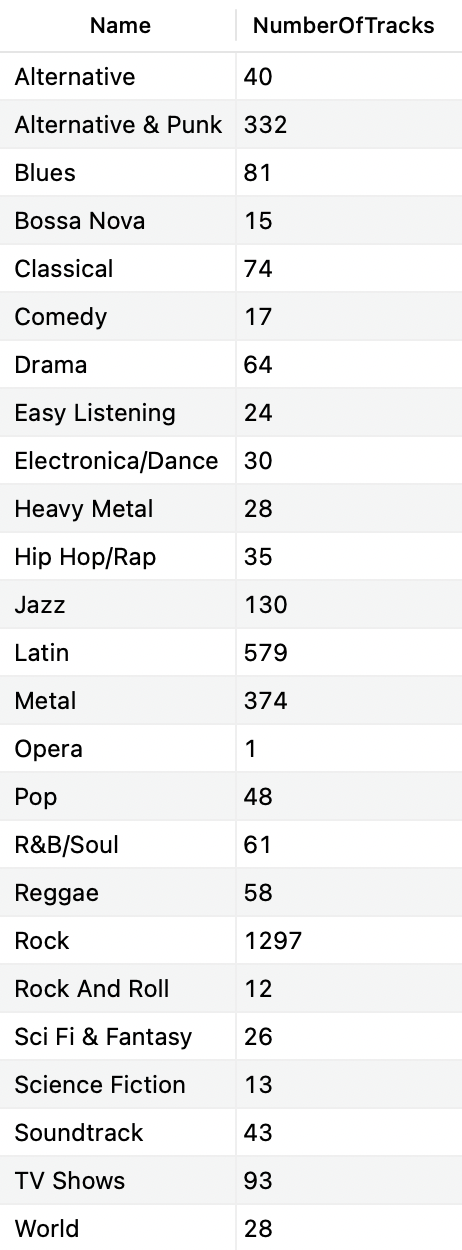 Name NumberOfTracks
Alternative 40
Alternative & Punk 332
Blues 81
Bossa Nova 15
Classical 74
Comedy 17
Drama 64
Easy Listening 24
Electronica/Dance 30
Heavy Metal 28
Hip Hop/Rap 35
Jazz 130
Latin 579
Metal 374
Opera 1
Pop 48
R&B/Soul 61
Reggae 58
Rock 1297
Rock And Roll 12
Sci Fi & Fantasy 26
Science Fiction 13
Soundtrack 43
TV Shows 93
World 28